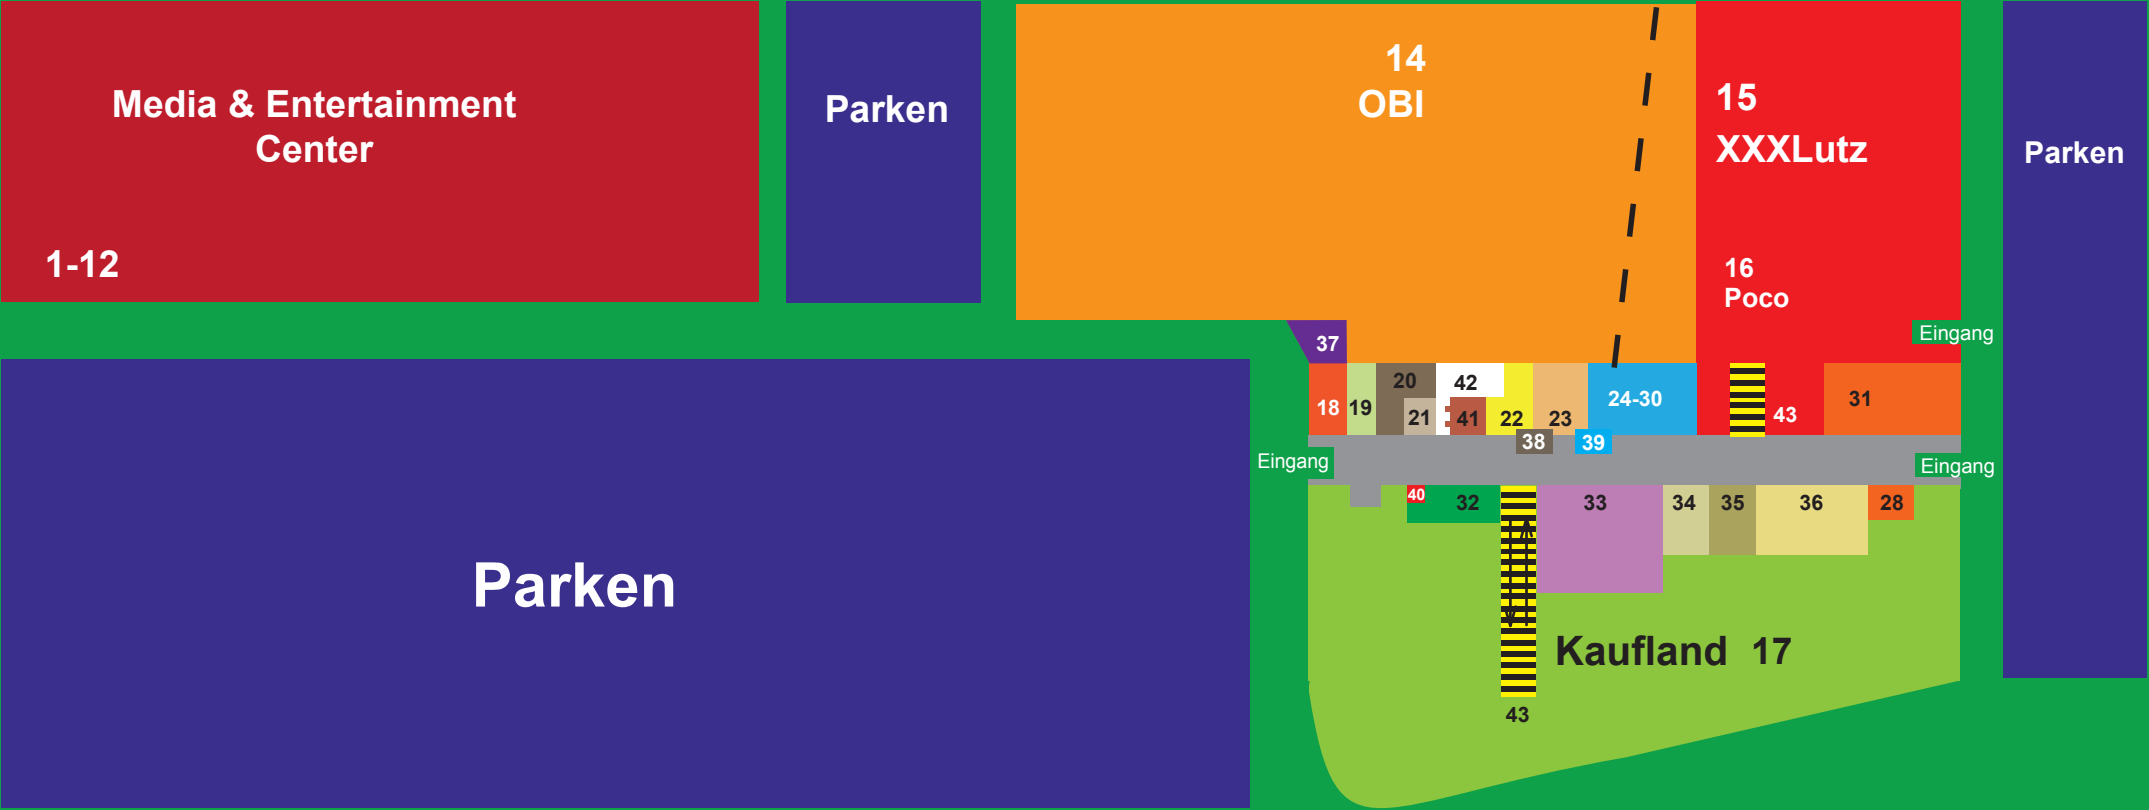 Media & Entertainment
Center
1-12
Parken
14
OBI
15
XXXLutz
16
Poco
Parken
Eingang
37
18
19
20
21
42
41
22
23
24-30
43
31
38
39
Eingang
Eingang
40
32
33
34
35
36
28
Parken
Kaufland 17
43